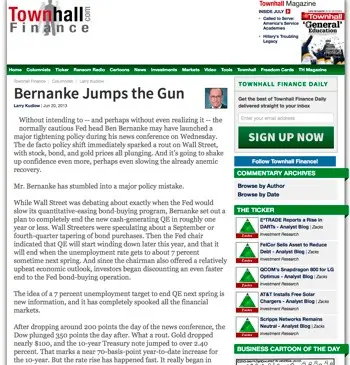 Townhall.com
Finance
Townhall Magazine
INSIDE JULY
Called to Serve: America's Service Academies
Hillary's Troubling Legacy
Townhall
'General' Education
Home Columnists Ticker Fansram Radio Cartoons News Investments Markets Video Tools Townhall Freedom Cards TH Magazine
Townhall Finance Columnists Larry Kudlow
Bernanke Jumps the Gun
Larry Kudlow | Jun 20, 2013
Without intending to -- and perhaps without even realizing it -- the
normally cautious Fed head Ben Bernanke may have launched a
major tightening policy during his news conference on Wednesday.
The de facto policy shift immediately sparked a rout on Wall Street,
with stock, bond, and gold prices all plunging. And it's going to shake
up confidence even more, perhaps even slowing the already anemic
recovery.
Mr. Bernanke has stumbled into a major policy mistake.
While Wall Street was debating about exactly when the Fed would
slow its quantitative-easing bond-buying program, Bernanke set out a
plan to completely end the new cash-generating QE in roughly one
year or less. Wall Streeters were speculating about a September or
fourth-quarter tapering of bond purchases. Then the Fed chair
indicated that QE will start winding down later this year, and that it
will end when the unemployment rate gets to about 7 percent
sometime next spring. And since the chairman also offered a relatively
upbeat economic outlook, investors began discounting an even faster
end to the Fed bond-buying operation.
The idea of a 7 percent unemployment target to end QE next spring is
new information, and it has completely spooked all the financial
markets.
After dropping around 200 points the day of the news conference, the
Dow plunged 350 points the day after. What a rout. Gold dropped
nearly $100, and the 10-year Treasury note jumped to over 2.40
percent. That marks a near 70-basis-point year-to-date increase for
the 10-year. But the rate rise has happened fast. It really began in
TOWNHALL FINANCE DAILY
Get the best of Townhall Finance Daily
delivered straight to your inbox
Enter your email address
SIGN UP NOW
Follow Townhall Finance!
COMMENTARY ARCHIVES
Browse by Author
Browse by Date
THE TICKER
E*TRADE Reports a Rise in
DARTs - Analyst Blog | Zacks
Investment Research
FelCor Sells Asset to Reduce
Debt - Analyst Blog | Zacks
Investment Research
QCOM's Snapdragon 800 for LG
Optimus - Analyst Blog | Zacks
Investment Research
AT&T Installs Free Solar
Chargers - Analyst Blog | Zacks
Investment Research
Scripps Networks Remains
Neutral - Analyst Blog | Zacks
Investment Research
BUSINESS CARTOON OF THE DAY